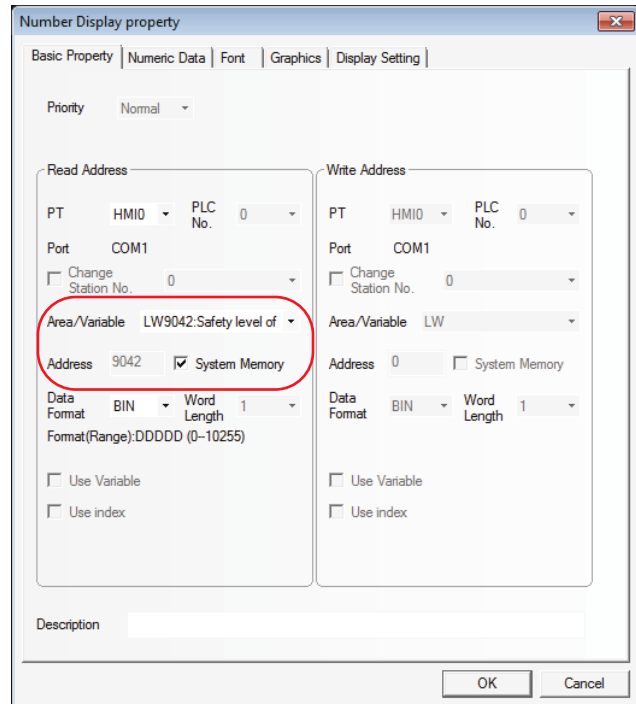 Number Display property
Basic Property Numeric Data Font Graphics Display Setting
Priority Normal
Read Address
PT HMI0 PLC No. 0
Port COM1
Change Station No. 0
Area/Variable LW9042:Safety level of
Address 9042 System Memory
Data Format BIN Word Length 1
Format(Range):DDDDD (0--10255)
Use Variable
Use index
Write Address
PT HMI0 PLC No. 0
Port COM1
Change Station No. 0
Area/Variable LW
Address 0 System Memory
Data Format BIN Word Length 1
Use Variable
Use index
Description
OK Cancel